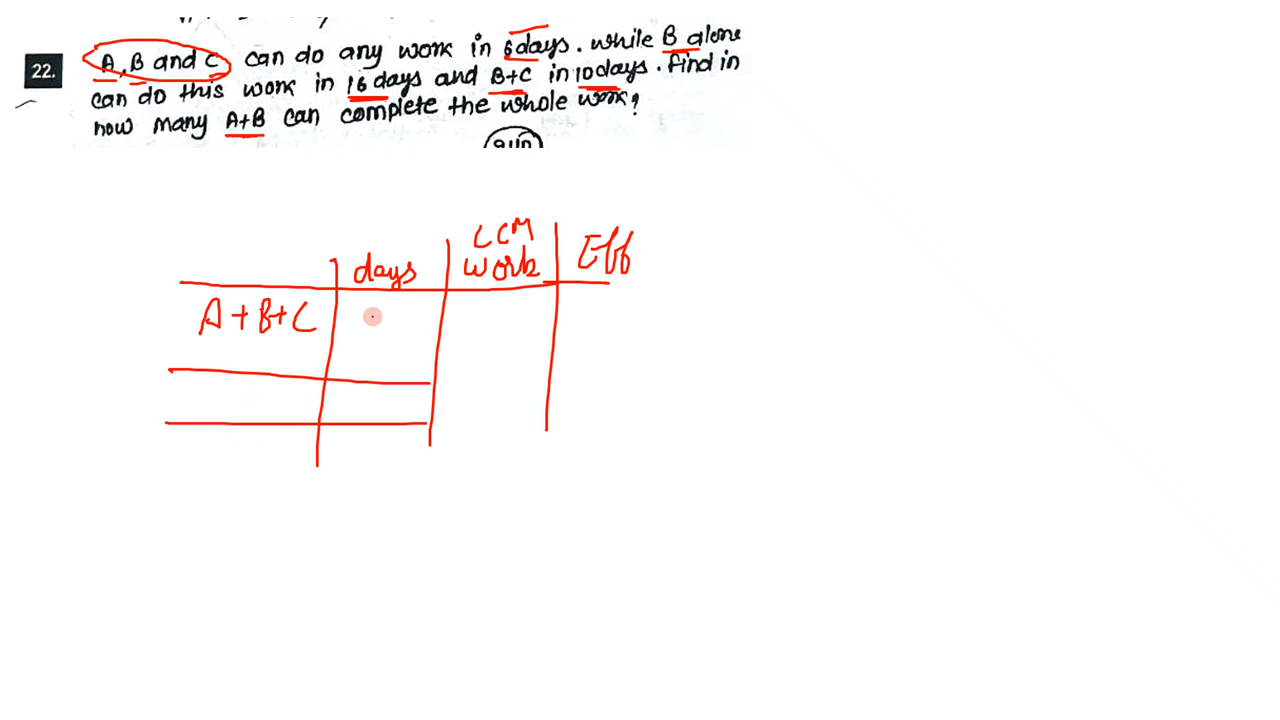 22.
A, B and C can do any work in 6 days. while B alone
can do this work in 16 days and B+C in 10 days. find in
how many A+B can complete the whole work?
days
LCM
work
Eff
A+B+C